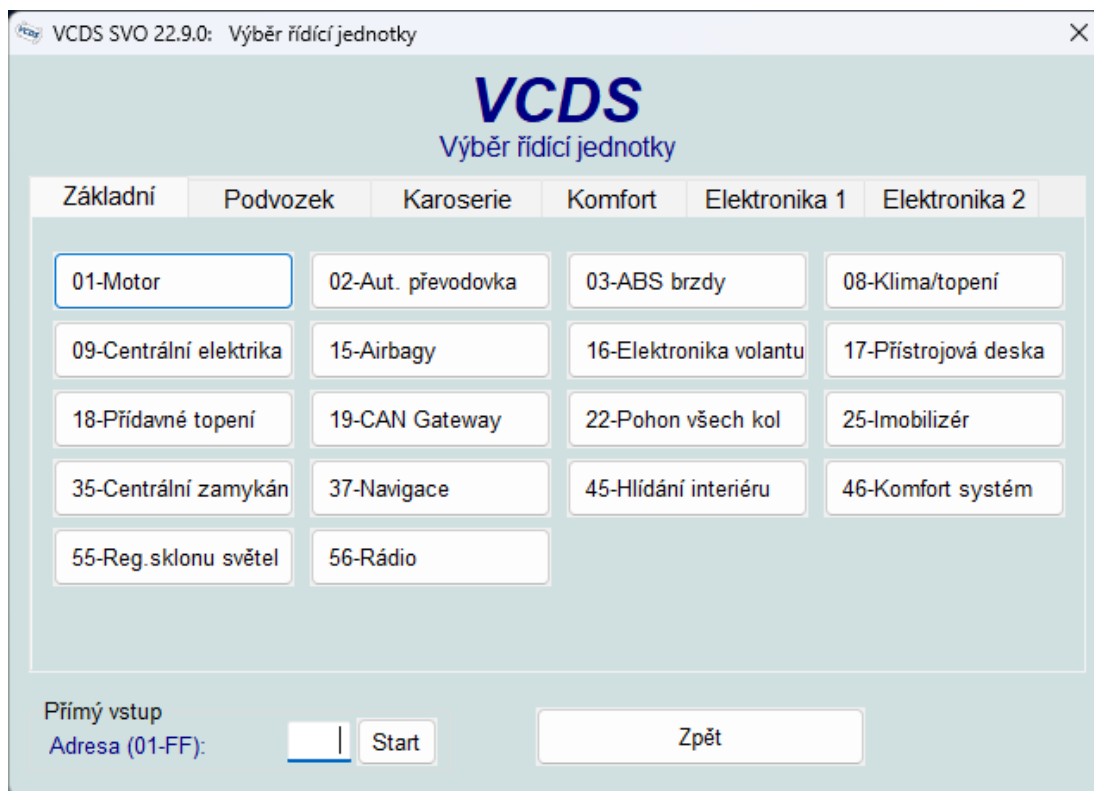 VCDS SVO 22.9.0: Výběr řídící jednotky
VCDS
Výběr řídící jednotky
Základní Podvozek Karoserie Komfort Elektronika 1 Elektronika 2
01-Motor 02-Aut. převodovka 03-ABS brzdy 08-Klima/topení
09-Centrální elektrika 15-Airbagy 16-Elektronika volantu 17-Přístrojová deska
18-Přídavné topení 19-CAN Gateway 22-Pohon všech kol 25-Imobilizér
35-Centrální zamykán 37-Navigace 45-Hlídání interiéru 46-Komfort systém
55-Reg.sklonu světel 56-Rádio
Přímý vstup
Adresa (01-FF): Start Zpět